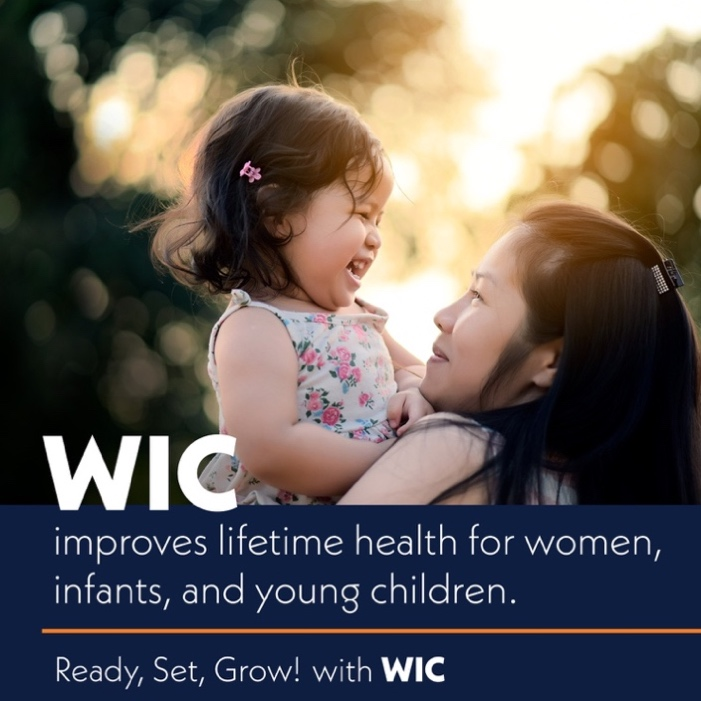 WIC
improves lifetime health for women,
infants, and young children.
Ready, Set, Grow! with WIC